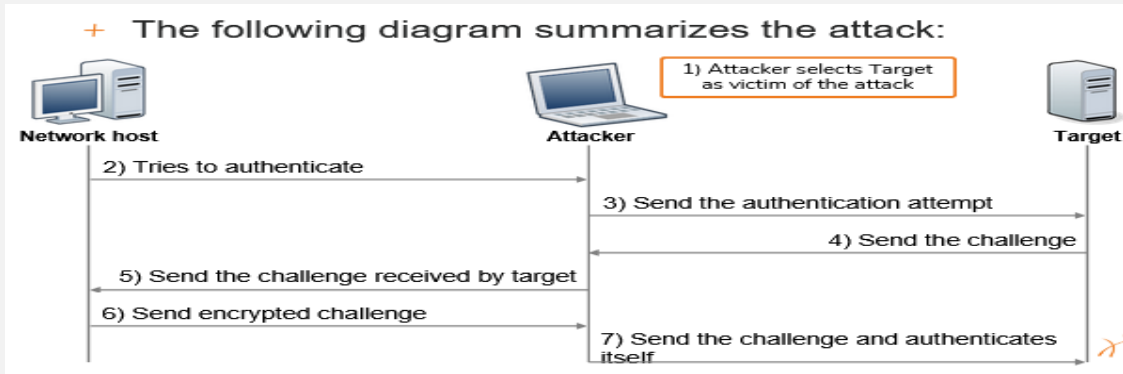 + The following diagram summarizes the attack:
1) Attacker selects Target
as victim of the attack
Network host
Attacker
Target
2) Tries to authenticate
3) Send the authentication attempt
4) Send the challenge
5) Send the challenge received by target
6) Send encrypted challenge
7) Send the challenge and authenticates
itself